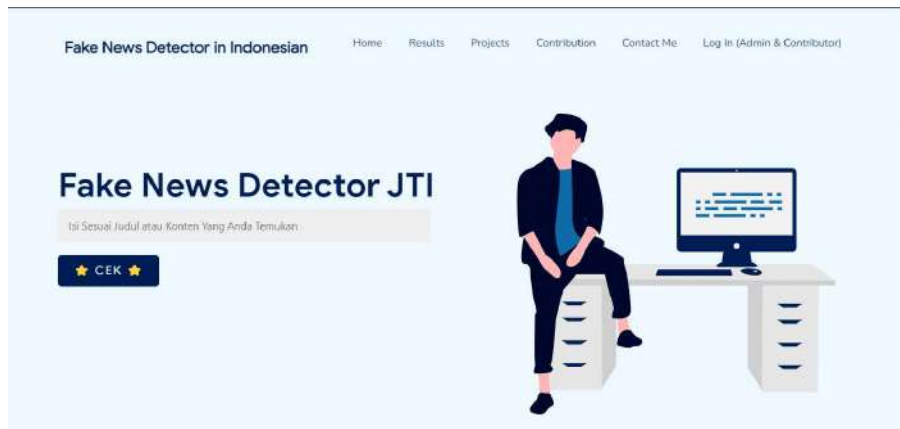 Fake News Detector in Indonesian
Home Results Projects Contribution Contact Me Log In (Admin & Contributor)
Fake News Detector JTI
Isi Sesuai Judul atau Konten Yang Anda Temukan
CEK